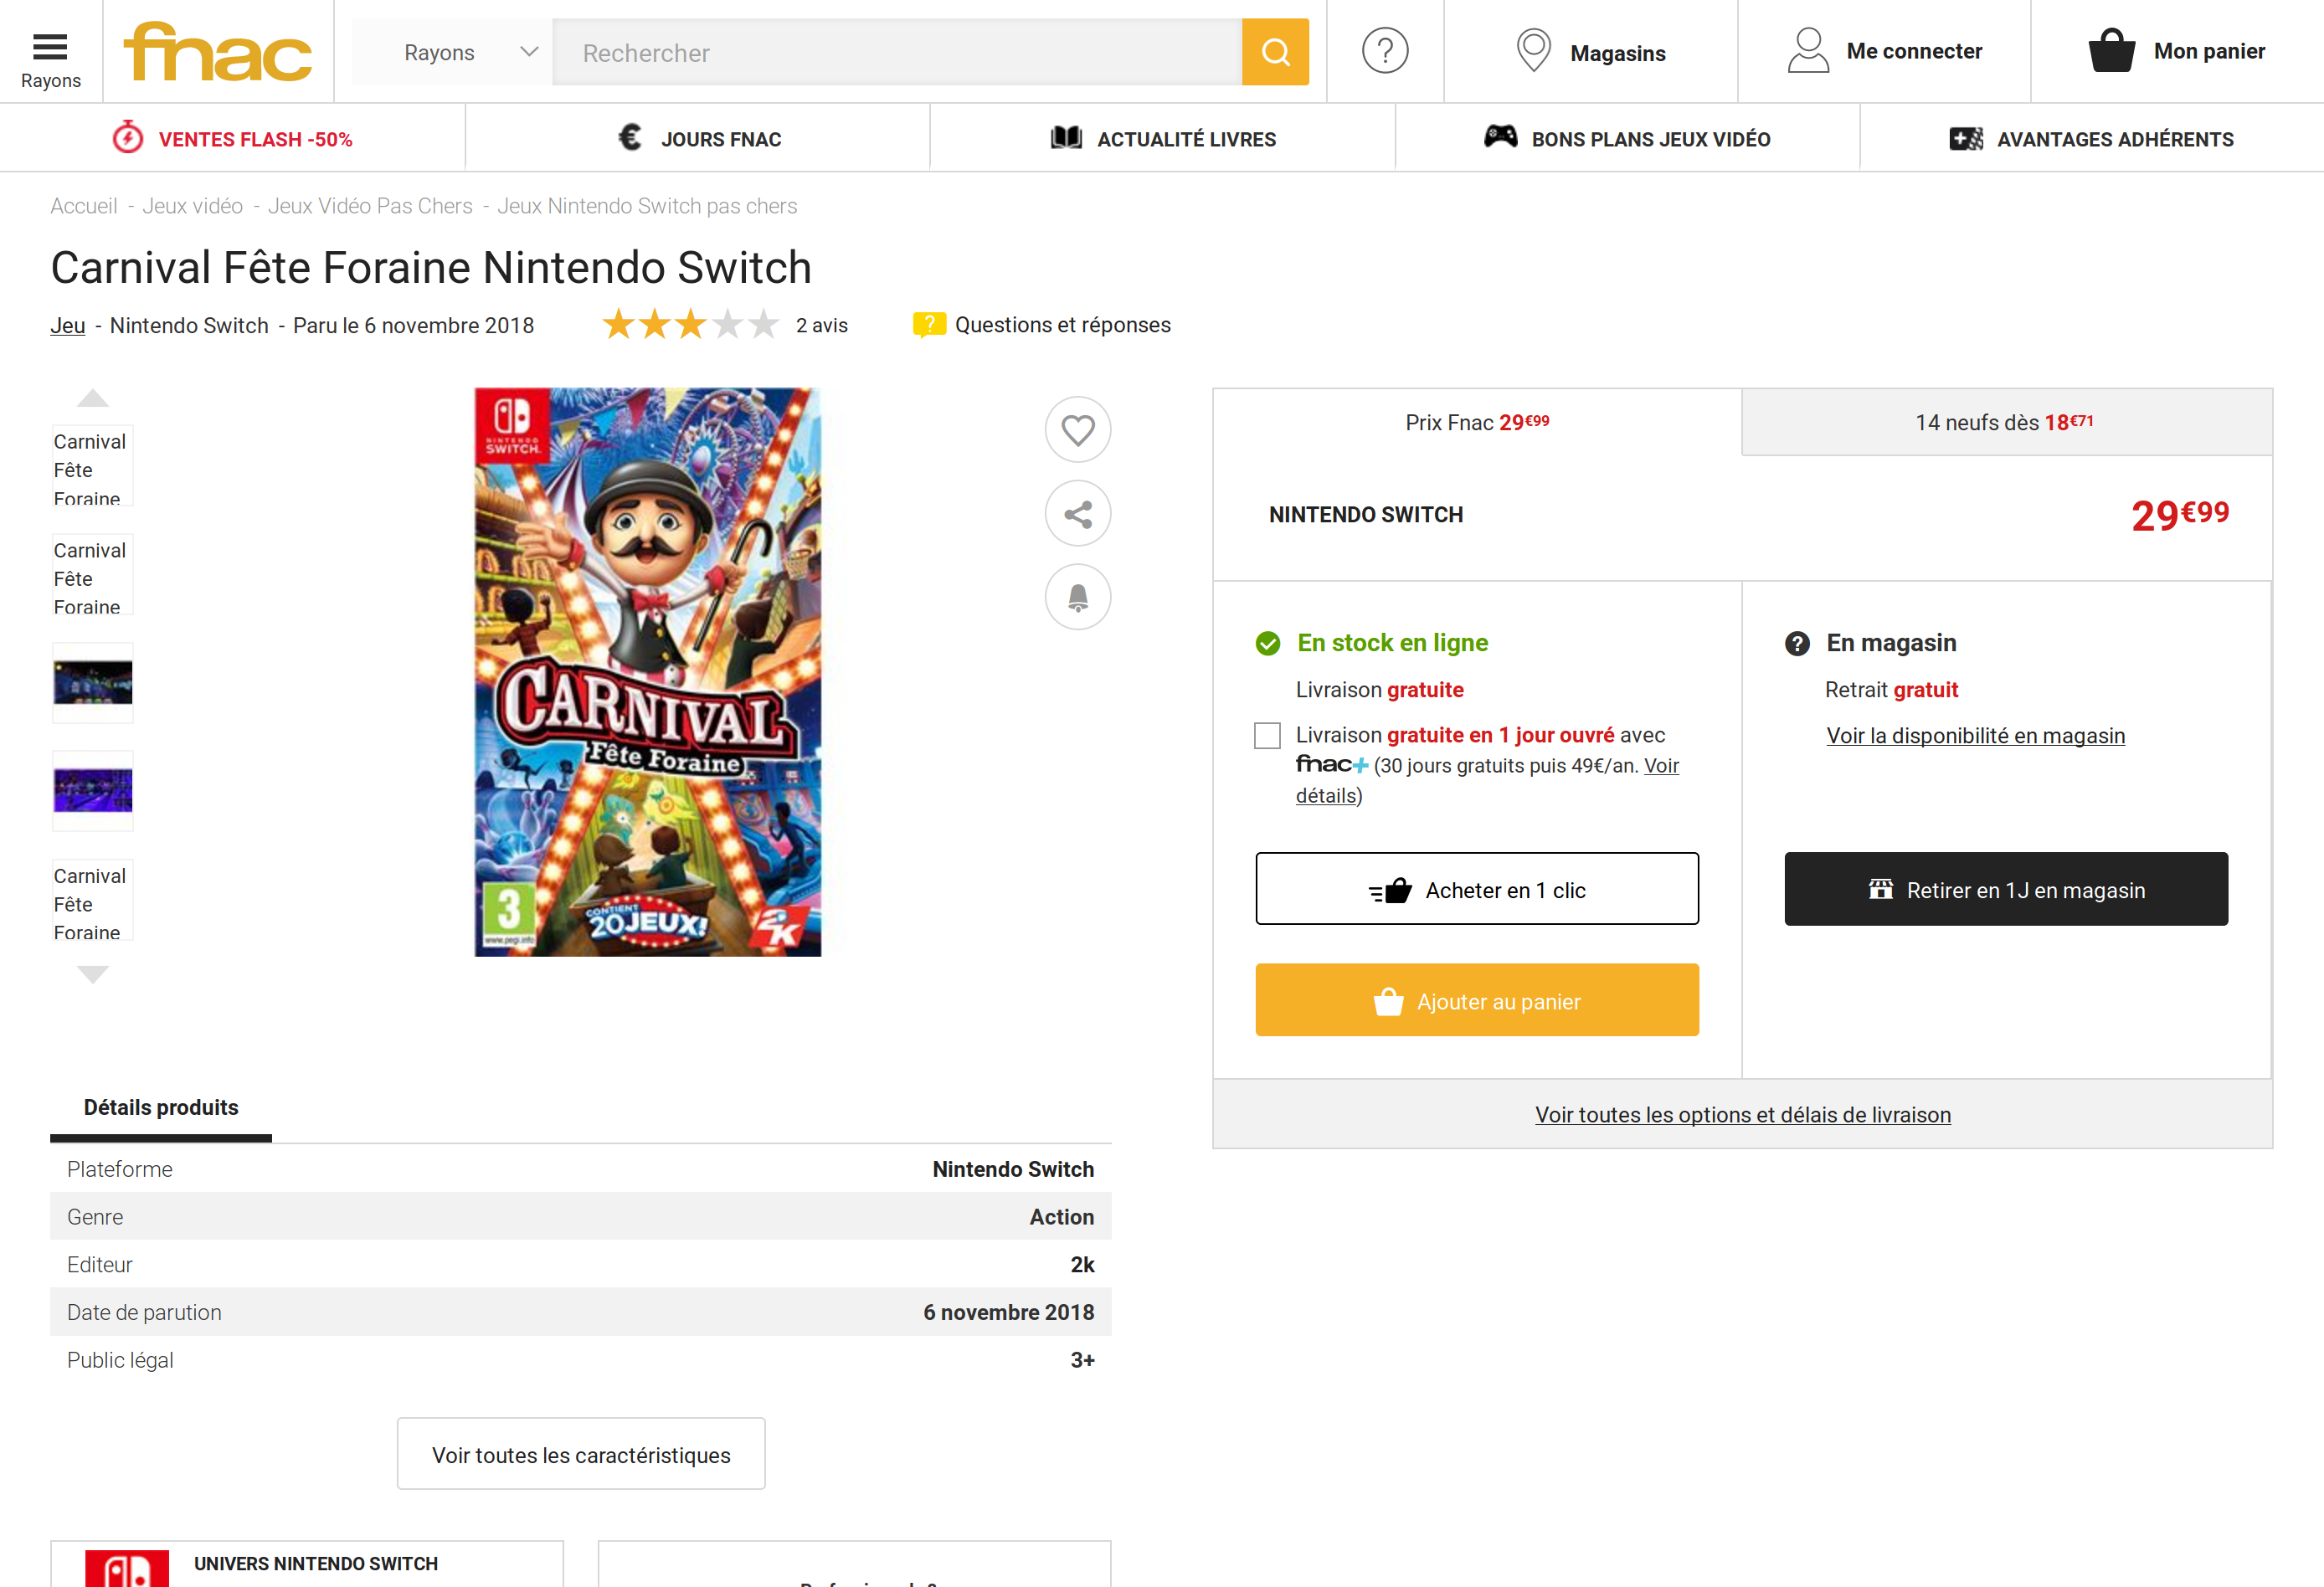 Rayons
fnac
Rayons
Rechercher
?
Magasins
Me connecter
Mon panier
VENTES FLASH -50%
€ JOURS FNAC
ACTUALITÉ LIVRES
BONS PLANS JEUX VIDÉO
AVANTAGES ADHÉRENTS
Accueil - Jeux vidéo - Jeux Vidéo Pas Chers - Jeux Nintendo Switch pas chers
Carnival Fête Foraine Nintendo Switch
Jeu - Nintendo Switch - Paru le 6 novembre 2018
2 avis
? Questions et réponses
Carnival
Fête
Foraine
Carnival
Fête
Foraine
Carnival
Fête
Foraine
NINTENDO
SWITCH.
CARNIVAL
Fête Foraine
3
www.pegi.info
CONTIENT
20 JEUX!
2K
Prix Fnac 29€99
14 neufs dès 18€71
NINTENDO SWITCH
29€99
En stock en ligne
Livraison gratuite
Livraison gratuite en 1 jour ouvré avec
fnac+ (30 jours gratuits puis 49€/an. Voir
détails)
Acheter en 1 clic
Ajouter au panier
? En magasin
Retrait gratuit
Voir la disponibilité en magasin
Retirer en 1J en magasin
Voir toutes les options et délais de livraison
Détails produits
Plateforme Nintendo Switch
Genre Action
Editeur 2k
Date de parution 6 novembre 2018
Public légal 3+
Voir toutes les caractéristiques
UNIVERS NINTENDO SWITCH